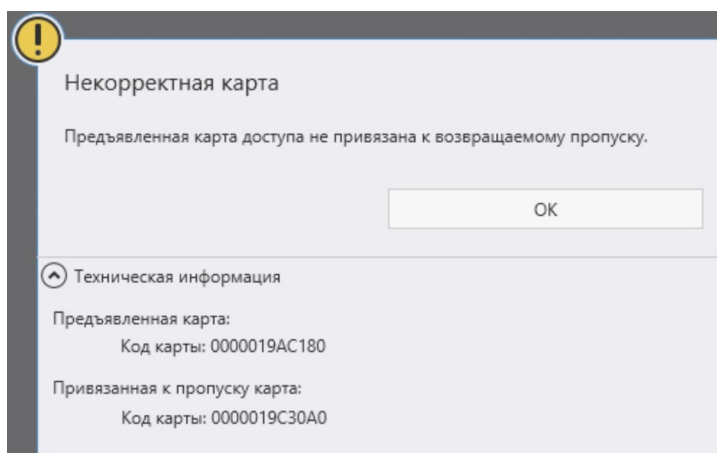 Некорректная карта
Предъявленная карта доступа не привязана к возвращаемому пропуску.
ОК
Техническая информация
Предъявленная карта:
Код карты: 0000019AC180
Привязанная к пропуску карта:
Код карты: 0000019C30A0